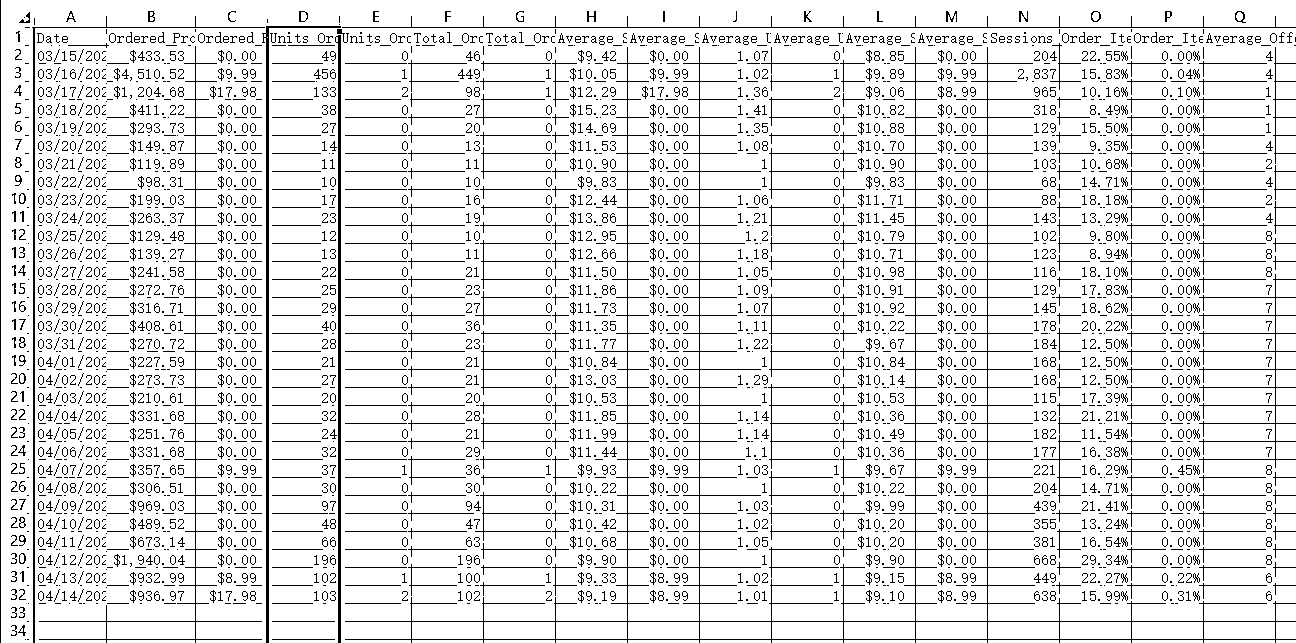 A B C D E F G H I J K L M N O P Q
1 Date Ordered_Pro Ordered_P Units_Ord Units_Ord Total_Ord Total_Ord Average_S Average_S Average_U Average_U Average_S Average_S Sessions_ Order_Ite Order_Ite Average_Offe
2 03/15/202 $433.53 $0.00 49 0 46 0 $9.42 $0.00 1.07 0 $8.85 $0.00 204 22.55% 0.00% 4
3 03/16/202 $4,510.52 $9.99 456 1 449 1 $10.05 $9.99 1.02 1 $9.89 $9.99 2,837 15.83% 0.04% 4
4 03/17/202 $1,204.68 $17.98 133 2 98 1 $12.29 $17.98 1.36 2 $9.06 $8.99 965 10.16% 0.10% 1
5 03/18/202 $411.22 $0.00 38 0 27 0 $15.23 $0.00 1.41 0 $10.82 $0.00 318 8.49% 0.00% 1
6 03/19/202 $293.73 $0.00 27 0 20 0 $14.69 $0.00 1.35 0 $10.88 $0.00 129 15.50% 0.00% 1
7 03/20/202 $149.87 $0.00 14 0 13 0 $11.53 $0.00 1.08 0 $10.70 $0.00 139 9.35% 0.00% 4
8 03/21/202 $119.89 $0.00 11 0 11 0 $10.90 $0.00 1 0 $10.90 $0.00 103 10.68% 0.00% 2
9 03/22/202 $98.31 $0.00 10 0 10 0 $9.83 $0.00 1 0 $9.83 $0.00 68 14.71% 0.00% 4
10 03/23/202 $199.03 $0.00 17 0 16 0 $12.44 $0.00 1.06 0 $11.71 $0.00 88 18.18% 0.00% 2
11 03/24/202 $263.37 $0.00 23 0 19 0 $13.86 $0.00 1.21 0 $11.45 $0.00 143 13.29% 0.00% 4
12 03/25/202 $129.48 $0.00 12 0 10 0 $12.95 $0.00 1.2 0 $10.79 $0.00 102 9.80% 0.00% 8
13 03/26/202 $139.27 $0.00 13 0 11 0 $12.66 $0.00 1.18 0 $10.71 $0.00 123 8.94% 0.00% 8
14 03/27/202 $241.58 $0.00 22 0 21 0 $11.50 $0.00 1.05 0 $10.98 $0.00 116 18.10% 0.00% 8
15 03/28/202 $272.76 $0.00 25 0 23 0 $11.86 $0.00 1.09 0 $10.91 $0.00 129 17.83% 0.00% 7
16 03/29/202 $316.71 $0.00 29 0 27 0 $11.73 $0.00 1.07 0 $10.92 $0.00 145 18.62% 0.00% 7
17 03/30/202 $408.61 $0.00 40 0 36 0 $11.35 $0.00 1.11 0 $10.22 $0.00 178 20.22% 0.00% 7
18 03/31/202 $270.72 $0.00 28 0 23 0 $11.77 $0.00 1.22 0 $9.67 $0.00 184 12.50% 0.00% 7
19 04/01/202 $227.59 $0.00 21 0 21 0 $10.84 $0.00 1 0 $10.84 $0.00 168 12.50% 0.00% 7
20 04/02/202 $273.73 $0.00 27 0 21 0 $13.03 $0.00 1.29 0 $10.14 $0.00 168 12.50% 0.00% 7
21 04/03/202 $210.61 $0.00 20 0 20 0 $10.53 $0.00 1 0 $10.53 $0.00 115 17.39% 0.00% 7
22 04/04/202 $331.68 $0.00 32 0 28 0 $11.85 $0.00 1.14 0 $10.36 $0.00 132 21.21% 0.00% 7
23 04/05/202 $251.76 $0.00 24 0 21 0 $11.99 $0.00 1.14 0 $10.49 $0.00 182 11.54% 0.00% 7
24 04/06/202 $331.68 $0.00 32 0 29 0 $11.44 $0.00 1.1 0 $10.36 $0.00 177 16.38% 0.00% 7
25 04/07/202 $357.65 $9.99 37 1 36 1 $9.93 $9.99 1.03 1 $9.67 $9.99 221 16.29% 0.45% 8
26 04/08/202 $306.51 $0.00 30 0 30 0 $10.22 $0.00 1 0 $10.22 $0.00 204 14.71% 0.00% 8
27 04/09/202 $969.03 $0.00 97 0 94 0 $10.31 $0.00 1.03 0 $9.99 $0.00 439 21.41% 0.00% 8
28 04/10/202 $489.52 $0.00 48 0 47 0 $10.42 $0.00 1.02 0 $10.20 $0.00 355 13.24% 0.00% 8
29 04/11/202 $673.14 $0.00 66 0 63 0 $10.68 $0.00 1.05 0 $10.20 $0.00 381 16.54% 0.00% 8
30 04/12/202 $1,940.04 $0.00 196 0 196 0 $9.90 $0.00 1 0 $9.90 $0.00 668 29.34% 0.00% 8
31 04/13/202 $932.99 $8.99 102 1 100 1 $9.33 $8.99 1.02 1 $9.15 $8.99 449 22.27% 0.22% 6
32 04/14/202 $936.97 $17.98 103 2 102 2 $9.19 $8.99 1.01 1 $9.10 $8.99 638 15.99% 0.31% 6
33
34